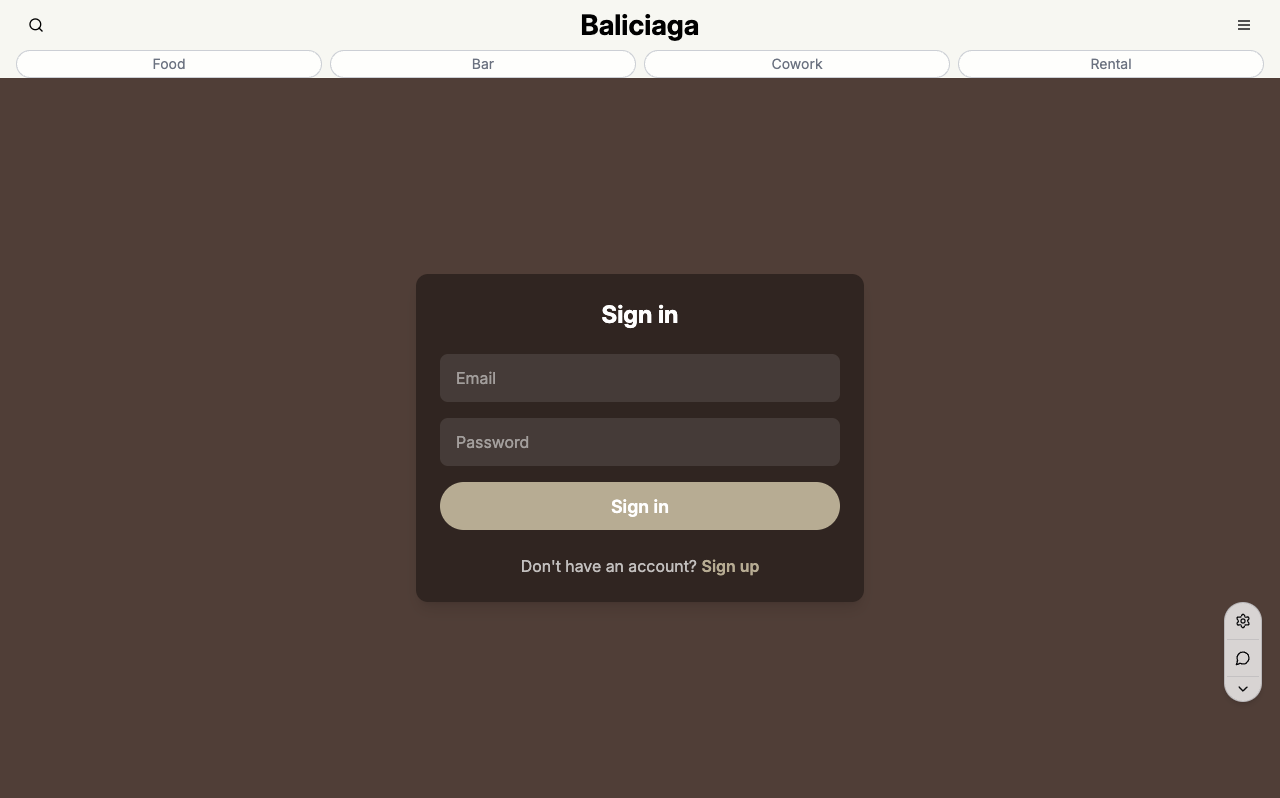 Baliciaga
Food
Bar
Cowork
Rental
Sign in
Email
Password
Sign in
Don't have an account? Sign up